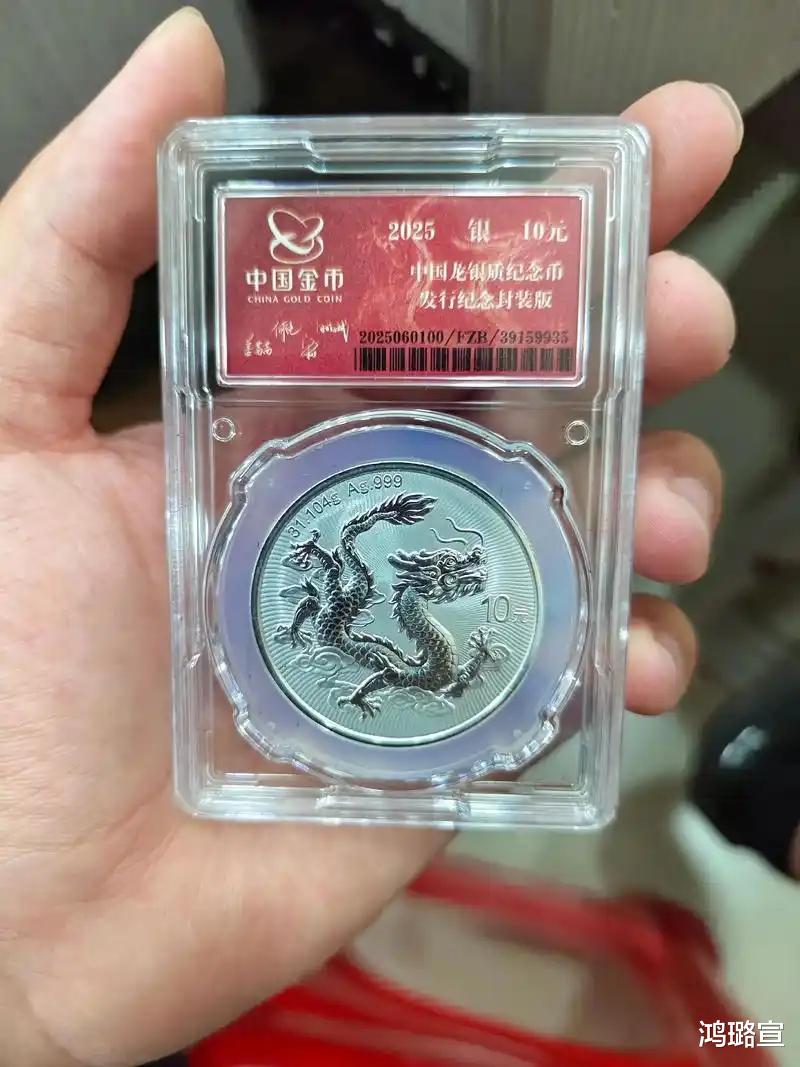 2025 银 10元
中国金币
CHINA GOLD COIN
中国龙银质纪念币
发行纪念封装版
2025060100/FZB/39159935
31.104g Ag.999
10元
鸿璐宣